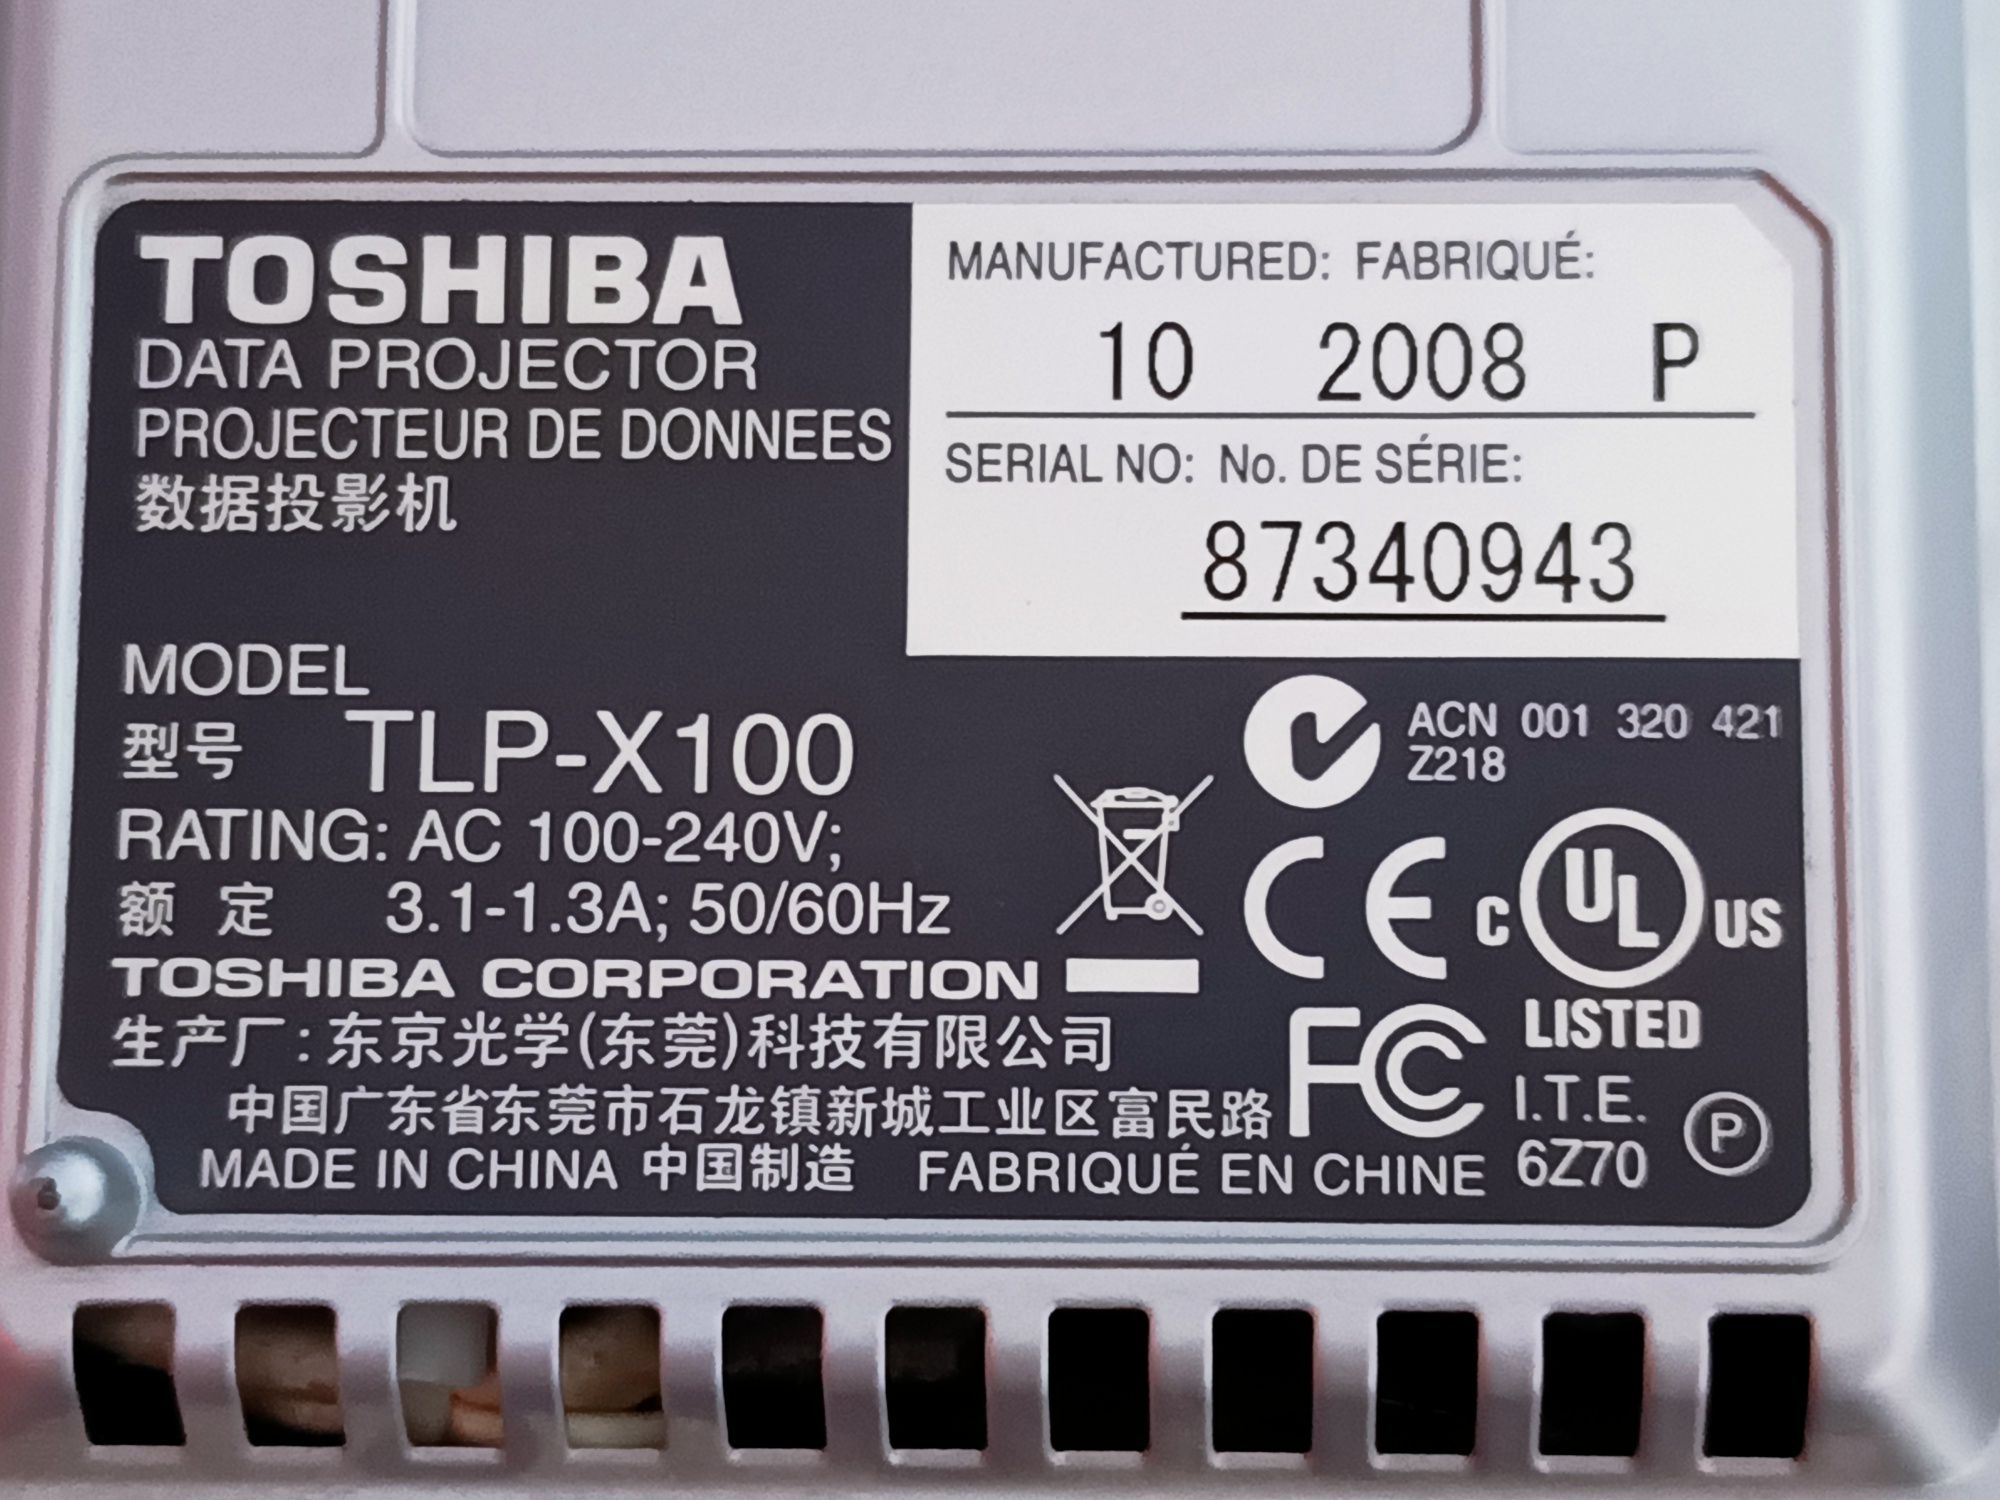 TOSHIBA
DATA PROJECTOR
PROJECTEUR DE DONNEES
数据投影机
MANUFACTURED: FABRIQUÉ:
10 2008 P
SERIAL NO: No. DE SÉRIE:
87340943
MODEL
型号 TLP-X100
RATING: AC 100-240V;
额 定 3.1-1.3A; 50/60Hz
TOSHIBA CORPORATION
生产厂:东京光学(东莞)科技有限公司
中国广东省东莞市石龙镇新城工业区富民路
MADE IN CHINA 中国制造 FABRIQUÉ EN CHINE
ACN 001 320 421
Z218
CE
C UL US
LISTED
FC
I.T.E.
6Z70
P